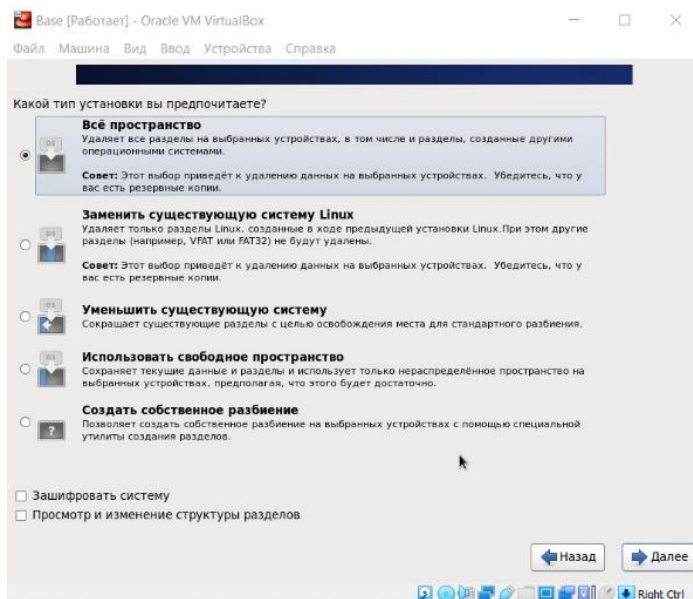 Base [Работает] - Oracle VM VirtualBox
Файл Машина Вид Ввод Устройства Справка
Какой тип установки вы предпочитаете?
Всё пространство
Удаляет все разделы на выбранных устройствах, в том числе и разделы, созданные другими
операционными системами.
Совет: Этот выбор приведёт к удалению данных на выбранных устройствах. Убедитесь, что у
вас есть резервные копии.
Заменить существующую систему Linux
Удаляет только разделы Linux, созданные в ходе предыдущей установки Linux.При этом другие
разделы (например, VFAT или FAT32) не будут удалены.
Совет: Этот выбор приведёт к удалению данных на выбранных устройствах. Убедитесь, что у
вас есть резервные копии.
Уменьшить существующую систему
Сокращает существующие разделы с целью освобождения места для стандартного разбиения.
Использовать свободное пространство
Сохраняет текущие данные и разделы и использует только нераспределённое пространство на
выбранных устройствах, предполагая, что этого будет достаточно.
Создать собственное разбиение
Позволяет создать собственное разбиение на выбранных устройствах с помощью специальной
утилиты создания разделов.
Зашифровать систему
Просмотр и изменение структуры разделов
Назад Далее
Right Ctrl